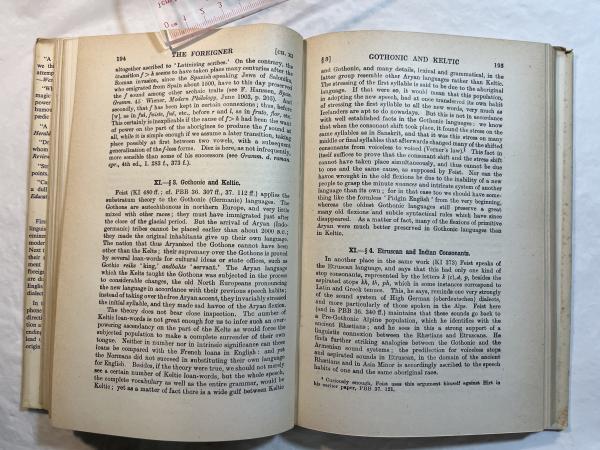 194
THE FOREIGNER
[CH. XI
altogether ascribed to 'Latinizing scribes.' On the contrary, the
transition f > h seems to have taken place many centuries after the
Roman invasion, since the Spanish-speaking Jews of Salonika,
who emigrated from Spain about 1500, have to this day preserved
the f sound among other archaic traits (see F. Hanssen, Span.
Gramm. 45; Wiener, Modern Philology, June 1903, p. 205). And
secondly, that f has been kept in certain connexions; thus, before
[w], as in fui, fuiste, fué, etc., before r and l, as in fruto, flor, etc.
This certainly is inexplicable if the cause of f > h had been the want
of power on the part of the aborigines to produce the f sound at
all, while it is simple enough if we assume a later transition, taking
place possibly at first between two vowels, with a subsequent
generalization of the f-less forms. Diez is here, as not infrequently,
more sensible than some of his successors (see Gramm. d. roman.
spr., 4th ed., 1. 283 f., 373 f.).
XI.—§ 3. Gothonic and Keltic.
Feist (KI 480 ff.; cf. PBB 36. 307 ff., 37. 112 ff.) applies the
substratum theory to the Gothonic (Germanic) languages. The
Gothons are autochthonous in northern Europe, and very little
mixed with other races; they must have immigrated just after
the close of the glacial period. But the arrival of Aryan (Indo-
germanic) tribes cannot be placed earlier than about 2000 B.C.;
they made the original inhabitants give up their own language.
The nation that thus Aryanized the Gothons cannot have been
other than the Kelts; their supremacy over the Gothons is proved
by several loan-words for cultural ideas or state offices, such as
Gothic reiks 'king,' andbahts 'servant.' The Aryan language
which the Kelts taught the Gothons was subjected in the process
to considerable changes, the old North Europeans pronouncing
the new language in accordance with their previous speech habits;
instead of taking over the free Aryan accent, they invariably stressed
the initial syllable, and they made sad havoc of the Aryan flexion.
The theory does not bear close inspection. The number of
Keltic loan-words is not great enough for us to infer such an over-
powering ascendancy on the part of the Kelts as would force the
subjected population to make a complete surrender of their own
tongue. Neither in number nor in intrinsic significance can these
loans be compared with the French loans in English: and yet
the Normans did not succeed in substituting their own language
for English. Besides, if the theory were true, we should not merely
see a certain number of Keltic loan-words, but the whole speech,
the complete vocabulary as well as the entire grammar, would be
Keltic; yet as a matter of fact there is a wide gulf between Keltic
§ 3]
GOTHONIC AND KELTIC
195
and Gothonic, and many details, lexical and grammatical, in the
latter group resemble other Aryan languages rather than Keltic.
The stressing of the first syllable is said to be due to the aboriginal
language. If that were so, it would mean that this population,
in adopting the new speech, had at once transferred its own habit
of stressing the first syllable to all the new words, very much as
Icelanders are apt to do nowadays. But this is not in accordance
with well established facts in the Gothonic languages: we know
that when the consonant shift took place, it found the stress on the
same syllables as in Sanskrit, and that it was this stress on many
middle or final syllables that afterwards changed many of the shifted
consonants from voiceless to voiced (Verner's law). This fact in
itself suffices to prove that the consonant shift and the stress shift
cannot have taken place simultaneously, and thus cannot be due
to one and the same cause, as supposed by Feist. Nor can the
havoc wrought in the old flexions be due to the inability of a new
people to grasp the minute nuances and intricate system of another
language than its own; for in that case too we should have some-
thing like the formless 'Pidgin English' from the very beginning,
whereas the oldest Gothonic languages still preserve a great
many old flexions and subtle syntactical rules which have since
disappeared. As a matter of fact, many of the flexions of primitive
Aryan were much better preserved in Gothonic languages than
in Keltic.
XI.—§ 4. Etruscan and Indian Consonants.
In another place in the same work (KI 373) Feist speaks of
the Etruscan language, and says that this had only one kind of
stop consonants, represented by the letters k (c), t, p, besides the
aspirated stops kh, th, ph, which in some instances correspond to
Latin and Greek tenues. This, he says, reminds one very strongly
of the sound system of High German (oberdeutschen) dialects,
and more particularly of those spoken in the Alps. Feist here
(and in PBB 36. 340 ff.) maintains that these sounds go back to
a Pre-Gothonic Alpine population, which he identifies with the
ancient Rhætians; and he sees in this a strong support of a
linguistic connexion between the Rhætians and Etruscans. He
finds further striking analogies between the Gothonic and the
Armenian sound systems; the predilection for voiceless stops
and aspirated sounds in Etruscan, in the domain of the ancient
Rhætians and in Asia Minor is accordingly ascribed to the speech
habits of one and the same aboriginal race.
¹ Curiously enough, Feist uses this argument himself against Hirt in
his earlier paper, PBB 37. 121.